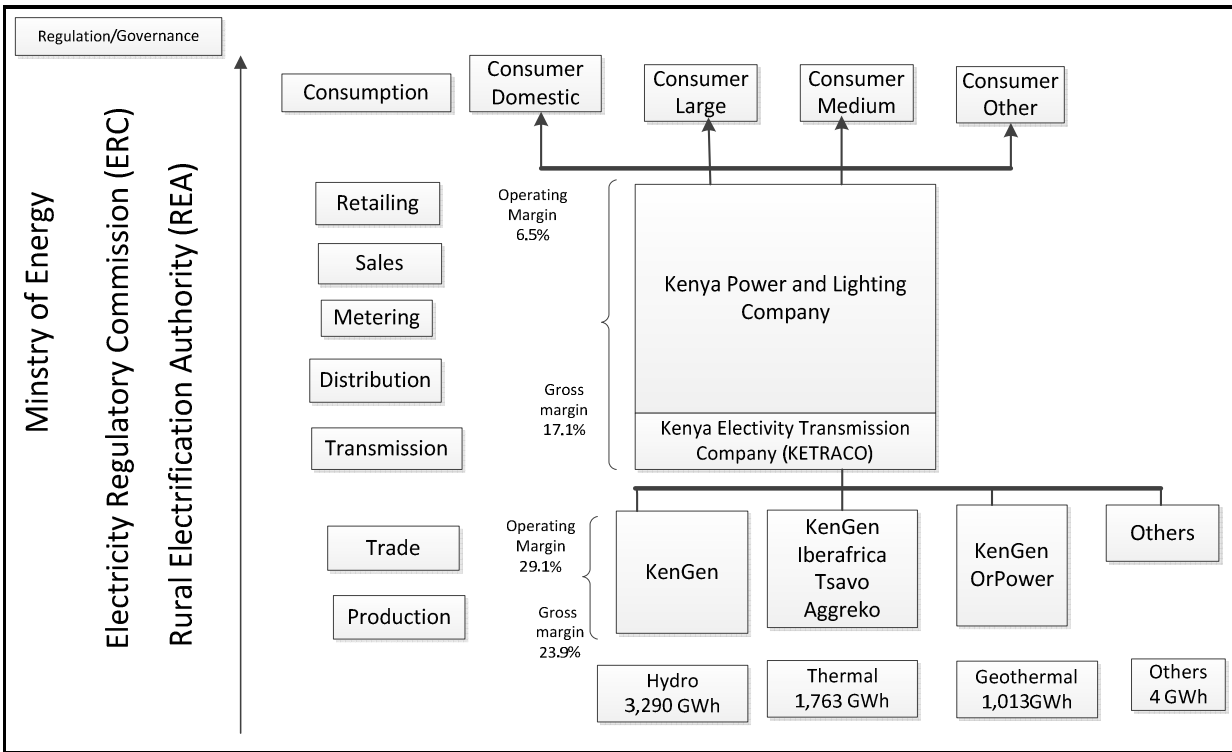 Regulation/Governance
Minstry of Energy
Electricity Regulatory Commission (ERC)
Rural Electrification Authority (REA)
Consumption
Consumer
Domestic
Consumer
Large
Consumer
Medium
Consumer
Other
Retailing
Sales
Metering
Distribution
Transmission
Operating
Margin
6.5%
Gross
margin
17.1%
Kenya Power and Lighting
Company
Kenya Electivity Transmission
Company (KETRACO)
Trade
Production
Operating
Margin
29.1%
Gross
margin
23.9%
KenGen
KenGen
Iberafrica
Tsavo
Aggreko
KenGen
OrPower
Others
Hydro
3,290 GWh
Thermal
1,763 GWh
Geothermal
1,013GWh
Others
4 GWh